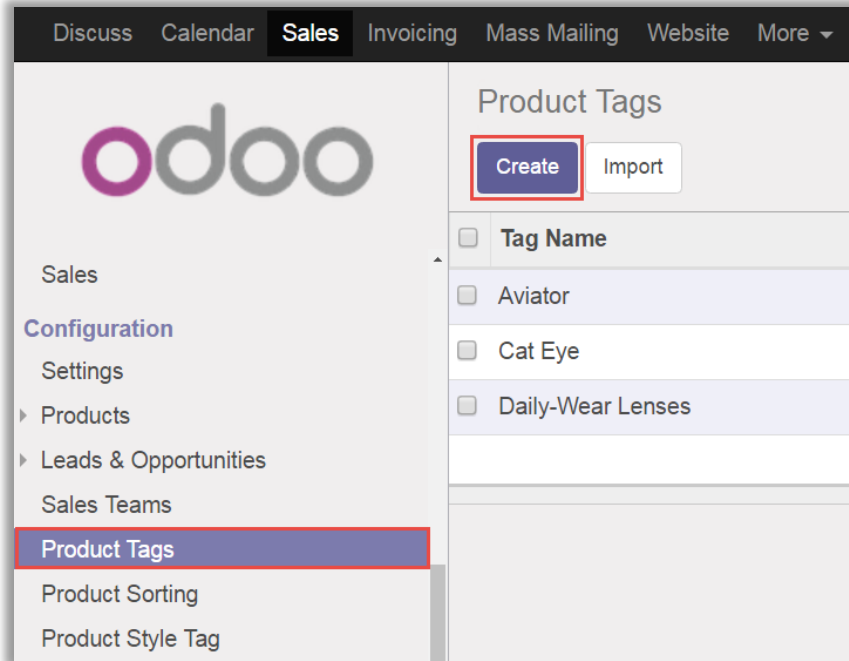 Discuss Calendar Sales Invoicing Mass Mailing Website More
odoo
Sales
Configuration
Settings
Products
Leads & Opportunities
Sales Teams
Product Tags
Product Sorting
Product Style Tag
Product Tags
Create Import
Tag Name
Aviator
Cat Eye
Daily-Wear Lenses